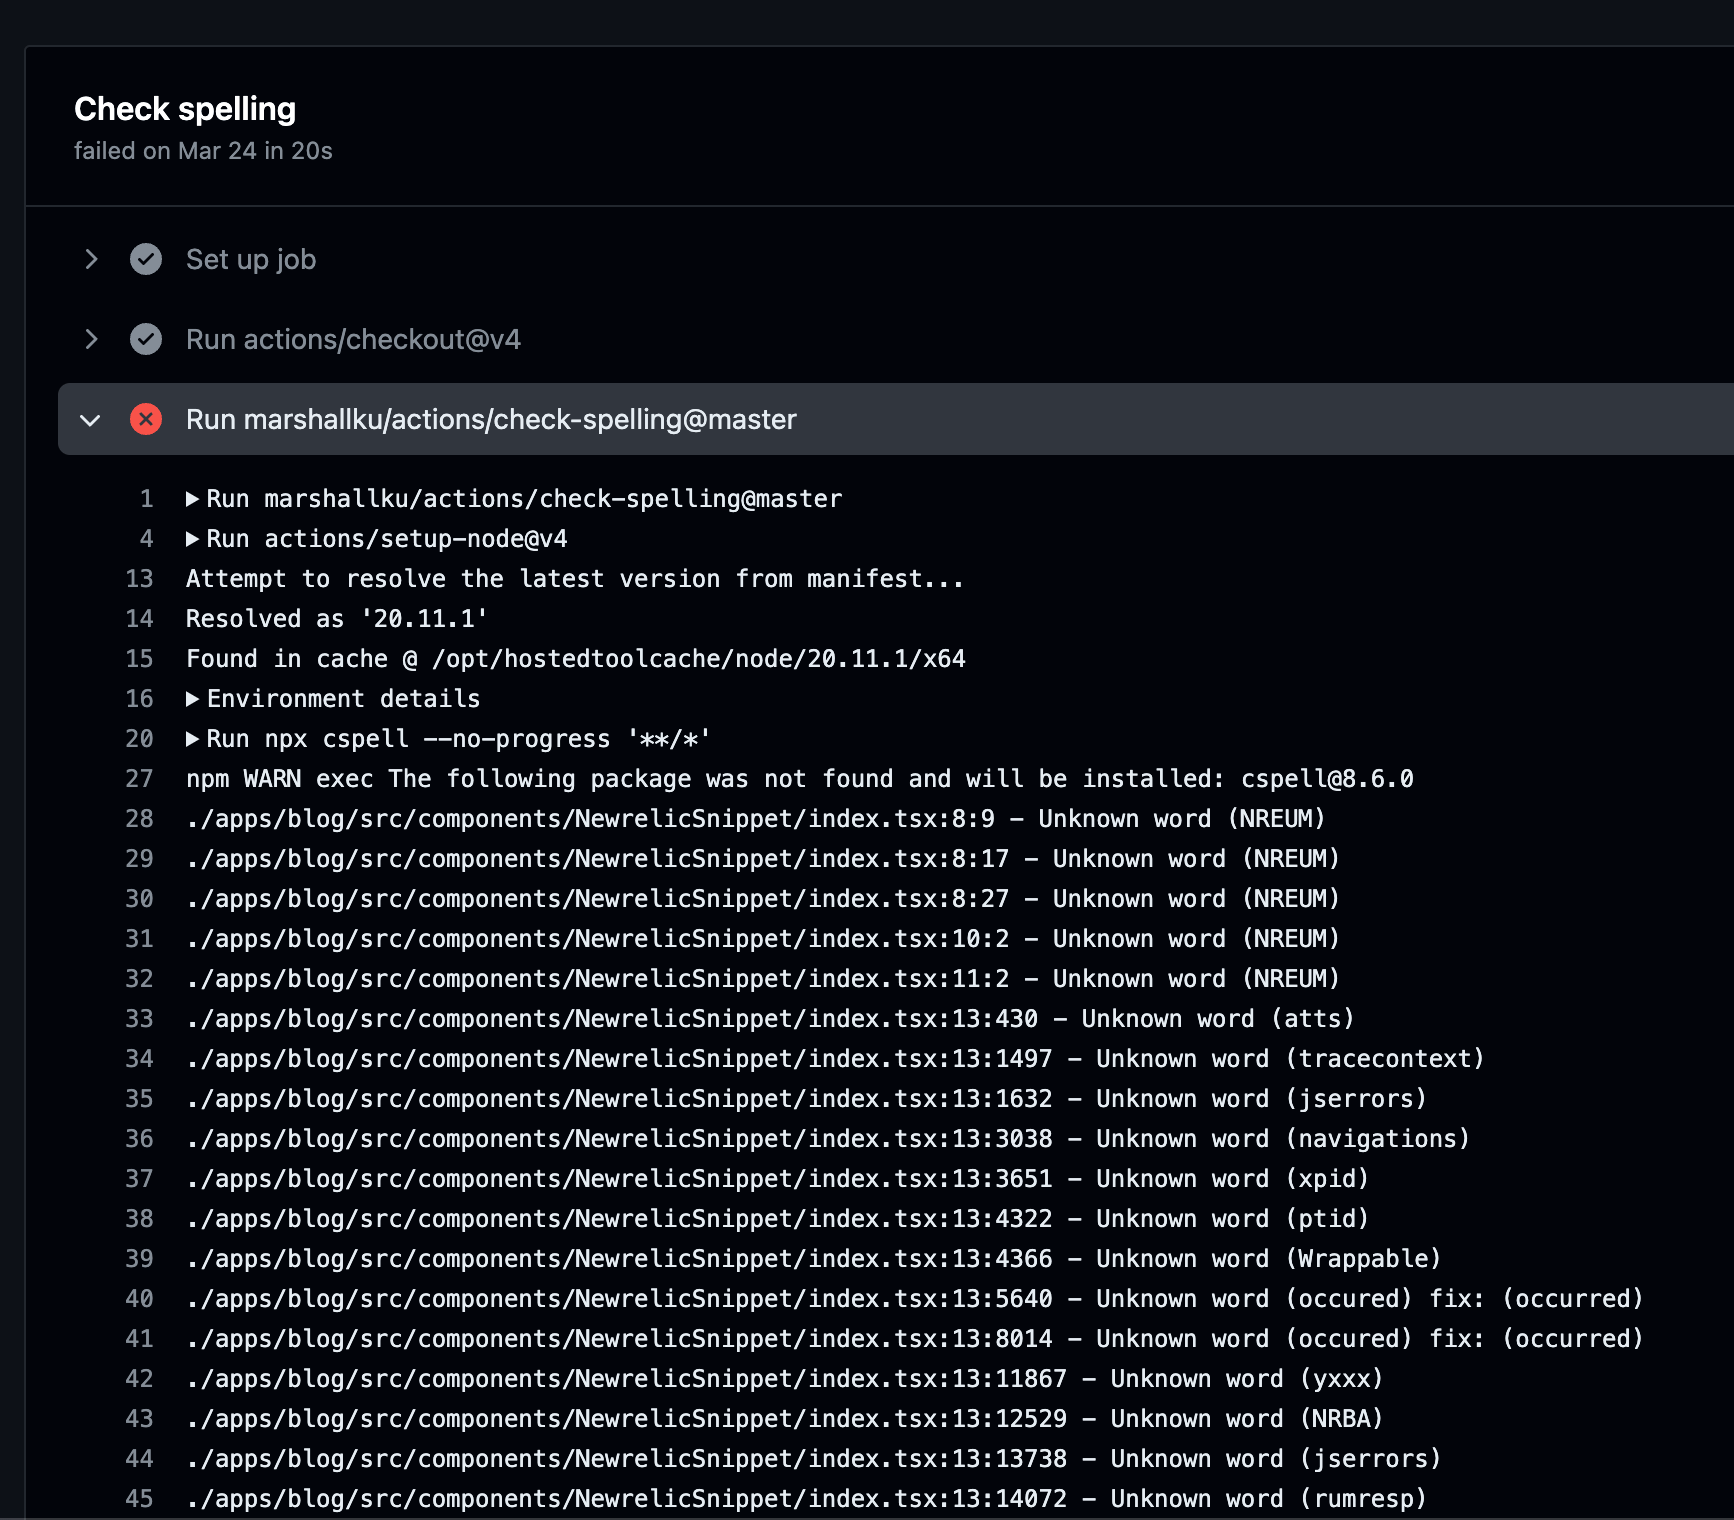 Check spelling
failed on Mar 24 in 20s
Set up job
Run actions/checkout@v4
Run marshallku/actions/check-spelling@master
1 Run marshallku/actions/check-spelling@master
4 Run actions/setup-node@v4
13 Attempt to resolve the latest version from manifest...
14 Resolved as '20.11.1'
15 Found in cache @ /opt/hostedtoolcache/node/20.11.1/x64
16 Environment details
20 Run npx cspell --no-progress '**/*'
27 npm WARN exec The following package was not found and will be installed: cspell@8.6.0
28 ./apps/blog/src/components/NewrelicSnippet/index.tsx:8:9 - Unknown word (NREUM)
29 ./apps/blog/src/components/NewrelicSnippet/index.tsx:8:17 - Unknown word (NREUM)
30 ./apps/blog/src/components/NewrelicSnippet/index.tsx:8:27 - Unknown word (NREUM)
31 ./apps/blog/src/components/NewrelicSnippet/index.tsx:10:2 - Unknown word (NREUM)
32 ./apps/blog/src/components/NewrelicSnippet/index.tsx:11:2 - Unknown word (NREUM)
33 ./apps/blog/src/components/NewrelicSnippet/index.tsx:13:430 - Unknown word (atts)
34 ./apps/blog/src/components/NewrelicSnippet/index.tsx:13:1497 - Unknown word (tracecontext)
35 ./apps/blog/src/components/NewrelicSnippet/index.tsx:13:1632 - Unknown word (jserrors)
36 ./apps/blog/src/components/NewrelicSnippet/index.tsx:13:3038 - Unknown word (navigations)
37 ./apps/blog/src/components/NewrelicSnippet/index.tsx:13:3651 - Unknown word (xpid)
38 ./apps/blog/src/components/NewrelicSnippet/index.tsx:13:4322 - Unknown word (ptid)
39 ./apps/blog/src/components/NewrelicSnippet/index.tsx:13:4366 - Unknown word (Wrappable)
40 ./apps/blog/src/components/NewrelicSnippet/index.tsx:13:5640 - Unknown word (occured) fix: (occurred)
41 ./apps/blog/src/components/NewrelicSnippet/index.tsx:13:8014 - Unknown word (occured) fix: (occurred)
42 ./apps/blog/src/components/NewrelicSnippet/index.tsx:13:11867 - Unknown word (yxxx)
43 ./apps/blog/src/components/NewrelicSnippet/index.tsx:13:12529 - Unknown word (NRBA)
44 ./apps/blog/src/components/NewrelicSnippet/index.tsx:13:13738 - Unknown word (jserrors)
45 ./apps/blog/src/components/NewrelicSnippet/index.tsx:13:14072 - Unknown word (rumresp)